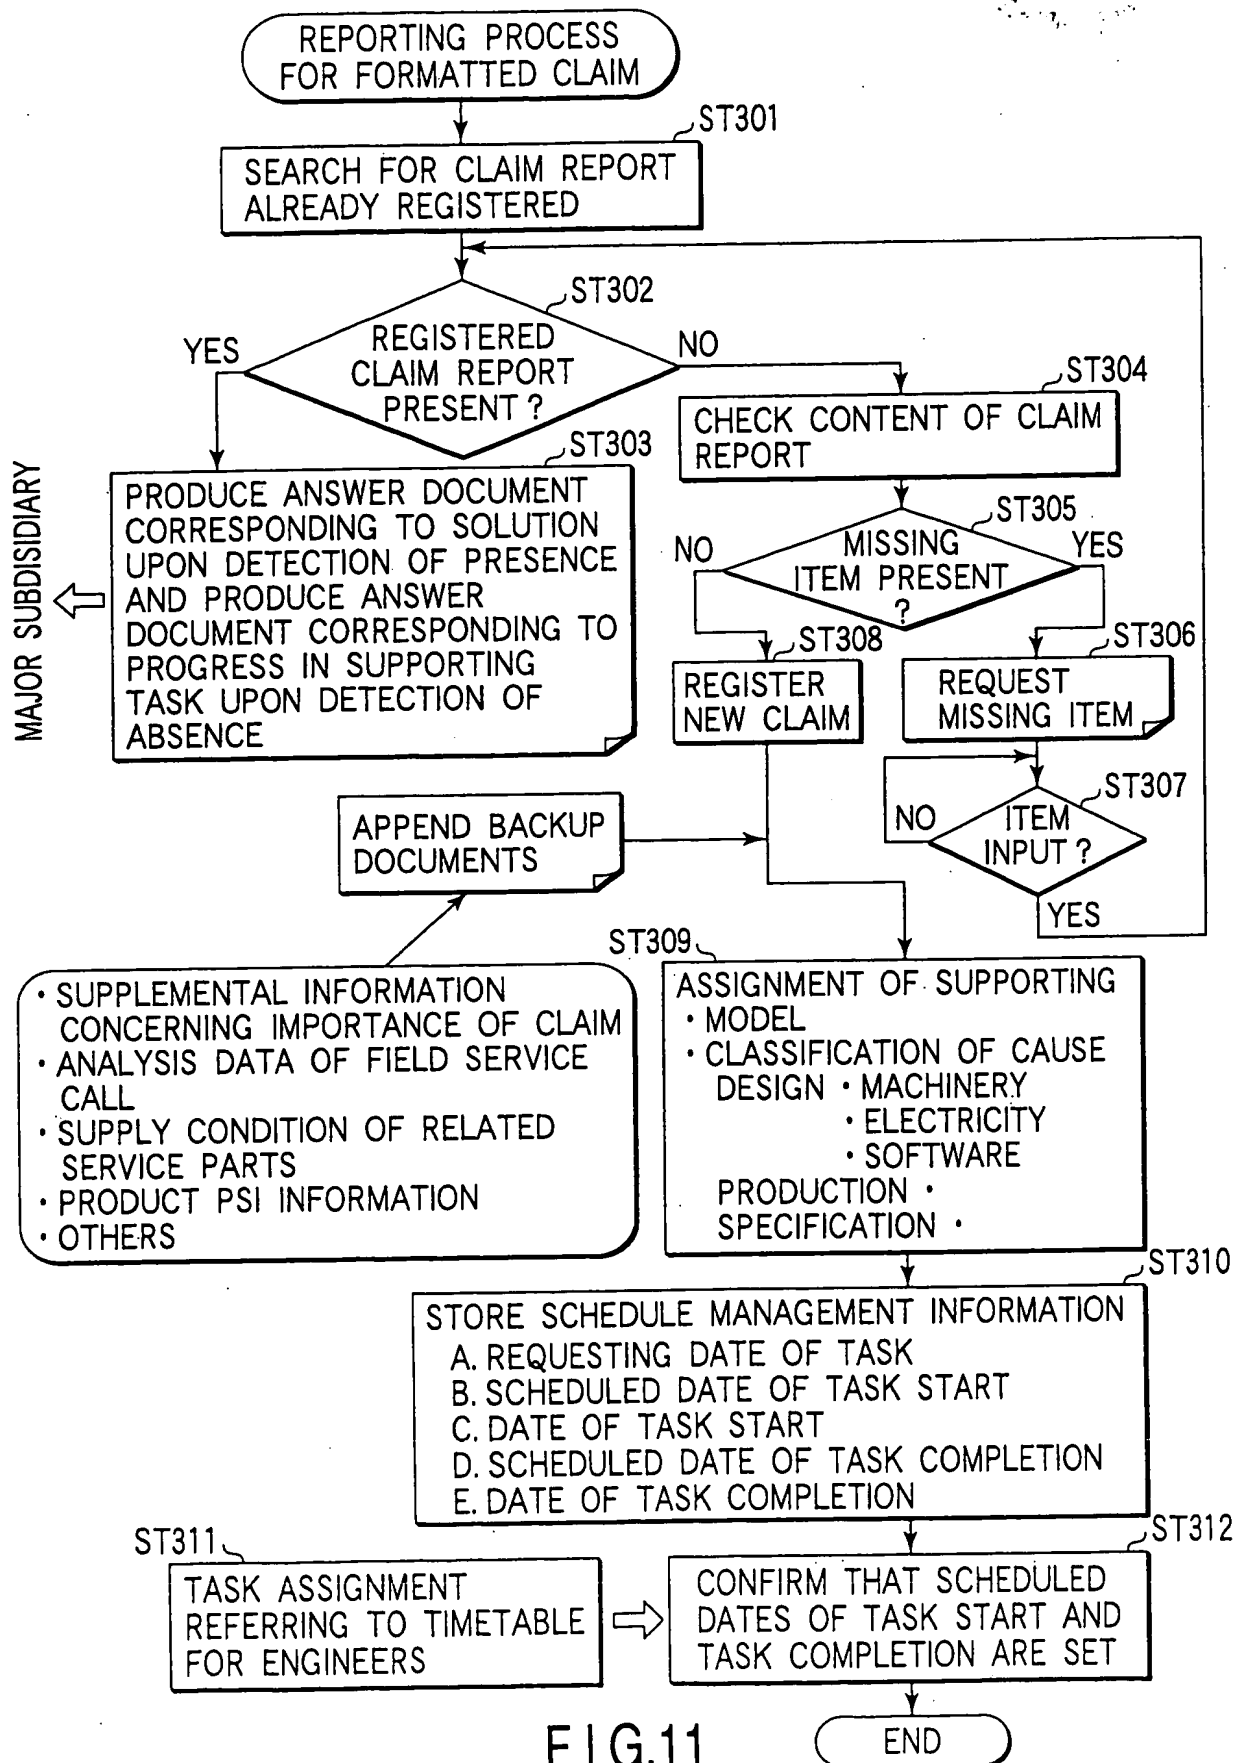 REPORTING PROCESS
FOR FORMATTED CLAIM
ST301
SEARCH FOR CLAIM REPORT
ALREADY REGISTERED
ST302
REGISTERED
CLAIM REPORT
PRESENT ?
YES
NO
ST303
PRODUCE ANSWER DOCUMENT
CORRESPONDING TO SOLUTION
UPON DETECTION OF PRESENCE
AND PRODUCE ANSWER
DOCUMENT CORRESPONDING TO
PROGRESS IN SUPPORTING
TASK UPON DETECTION OF
ABSENCE
MAJOR SUBDISIDIARY
ST304
CHECK CONTENT OF CLAIM
REPORT
ST305
MISSING
ITEM PRESENT
?
NO
YES
ST308
REGISTER
NEW CLAIM
ST306
REQUEST
MISSING ITEM
ST307
ITEM
INPUT ?
NO
YES
APPEND BACKUP
DOCUMENTS
• SUPPLEMENTAL INFORMATION
CONCERNING IMPORTANCE OF CLAIM
• ANALYSIS DATA OF FIELD SERVICE
CALL
• SUPPLY CONDITION OF RELATED
SERVICE PARTS
• PRODUCT PSI INFORMATION
• OTHERS
ST309
ASSIGNMENT OF SUPPORTING
• MODEL
• CLASSIFICATION OF CAUSE
DESIGN • MACHINERY
• ELECTRICITY
• SOFTWARE
PRODUCTION •
SPECIFICATION •
ST310
STORE SCHEDULE MANAGEMENT INFORMATION
A. REQUESTING DATE OF TASK
B. SCHEDULED DATE OF TASK START
C. DATE OF TASK START
D. SCHEDULED DATE OF TASK COMPLETION
E. DATE OF TASK COMPLETION
ST311
TASK ASSIGNMENT
REFERRING TO TIMETABLE
FOR ENGINEERS
ST312
CONFIRM THAT SCHEDULED
DATES OF TASK START AND
TASK COMPLETION ARE SET
END
FIG.11